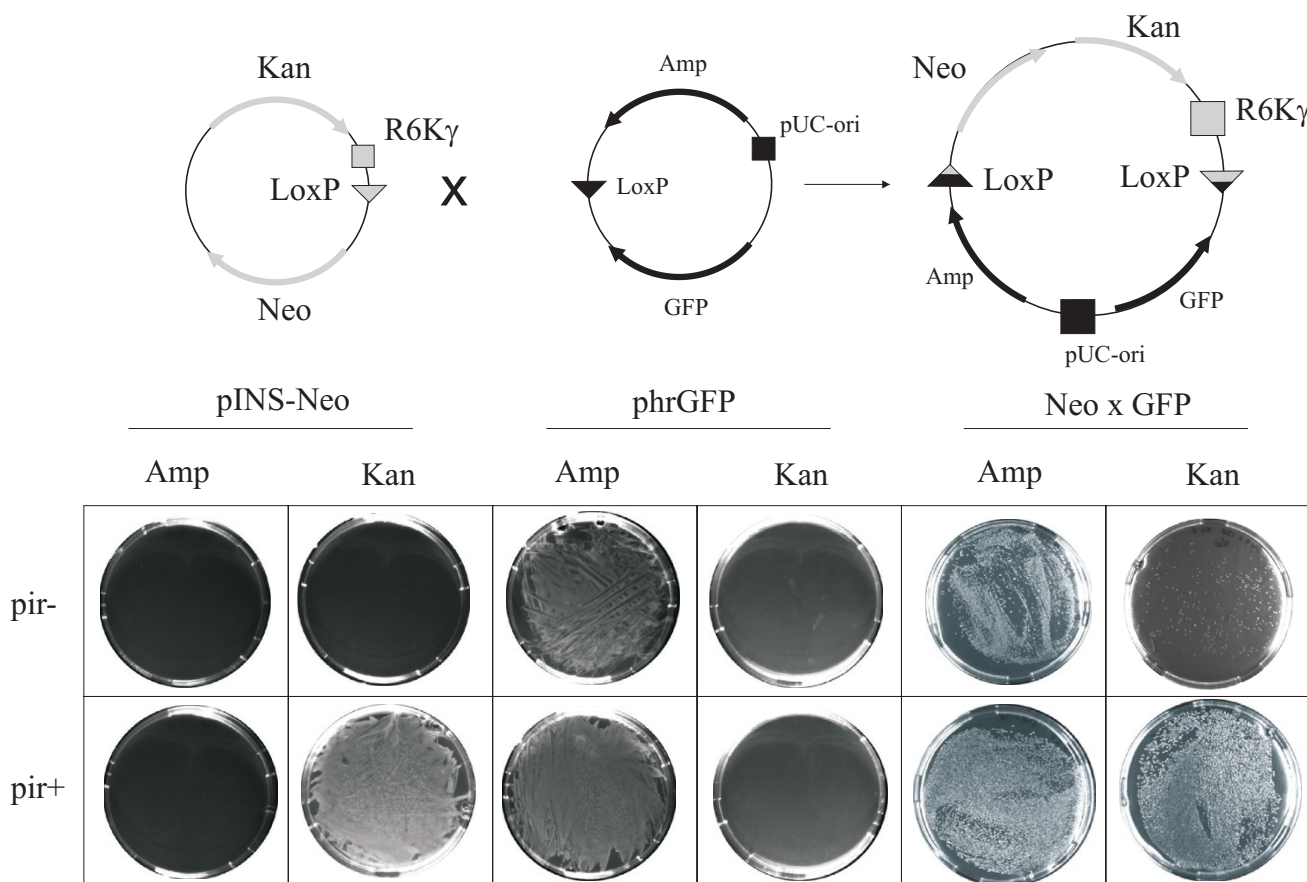 Kan
R6Kγ
LoxP
Neo
X
Amp
pUC-ori
LoxP
GFP
Kan
Neo
R6Kγ
LoxP
LoxP
Amp
GFP
pUC-ori
pINS-Neo
phrGFP
Neo x GFP
Amp
Kan
Amp
Kan
Amp
Kan
pir-
pir+